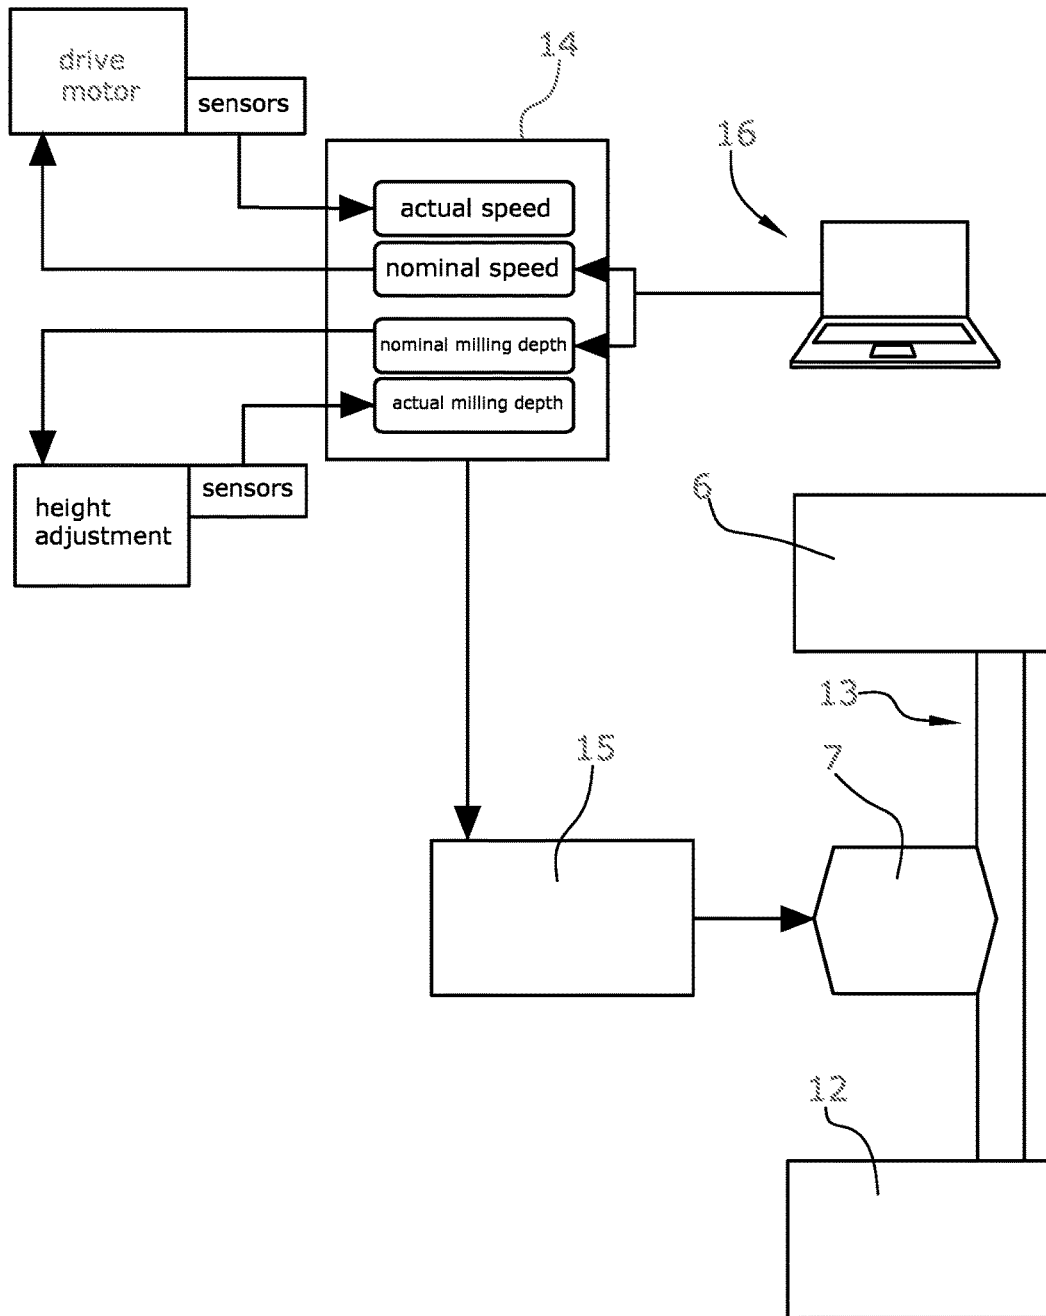 drive
motor
sensors
14
16
actual speed
nominal speed
nominal milling depth
actual milling depth
sensors
height
adjustment
6
13
15
7
12